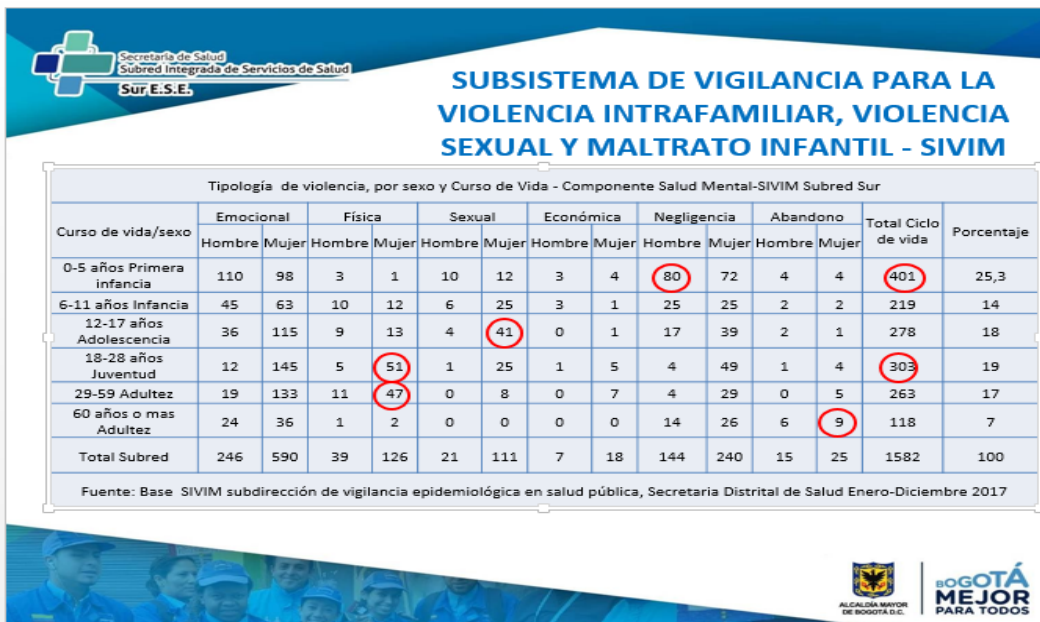 Secretaría de Salud
Subred Integrada de Servicios de Salud
Sur E.S.E.
SUBSISTEMA DE VIGILANCIA PARA LA
VIOLENCIA INTRAFAMILIAR, VIOLENCIA
SEXUAL Y MALTRATO INFANTIL - SIVIM
Tipología de violencia, por sexo y Curso de Vida - Componente Salud Mental-SIVIM Subred Sur
Curso de vida/sexo Emocional Física Sexual Económica Negligencia Abandono Total Ciclo de vida Porcentaje
Hombre Mujer Hombre Mujer Hombre Mujer Hombre Mujer Hombre Mujer Hombre Mujer
0-5 años Primera infancia 110 98 3 1 10 12 3 4 80 72 4 4 401 25,3
6-11 años Infancia 45 63 10 12 6 25 3 1 25 25 2 2 219 14
12-17 años Adolescencia 36 115 9 13 4 41 0 1 17 39 2 1 278 18
18-28 años Juventud 12 145 5 51 1 25 1 5 4 49 1 4 303 19
29-59 Adultez 19 133 11 47 0 8 0 7 4 29 0 5 263 17
60 años o mas Adultez 24 36 1 2 0 0 0 0 14 26 6 9 118 7
Total Subred 246 590 39 126 21 111 7 18 144 240 15 25 1582 100
Fuente: Base SIVIM subdirección de vigilancia epidemiológica en salud pública, Secretaria Distrital de Salud Enero-Diciembre 2017
ALCALDÍA MAYOR
DE BOGOTÁ D.C.
BOGOTÁ
MEJOR
PARA TODOS